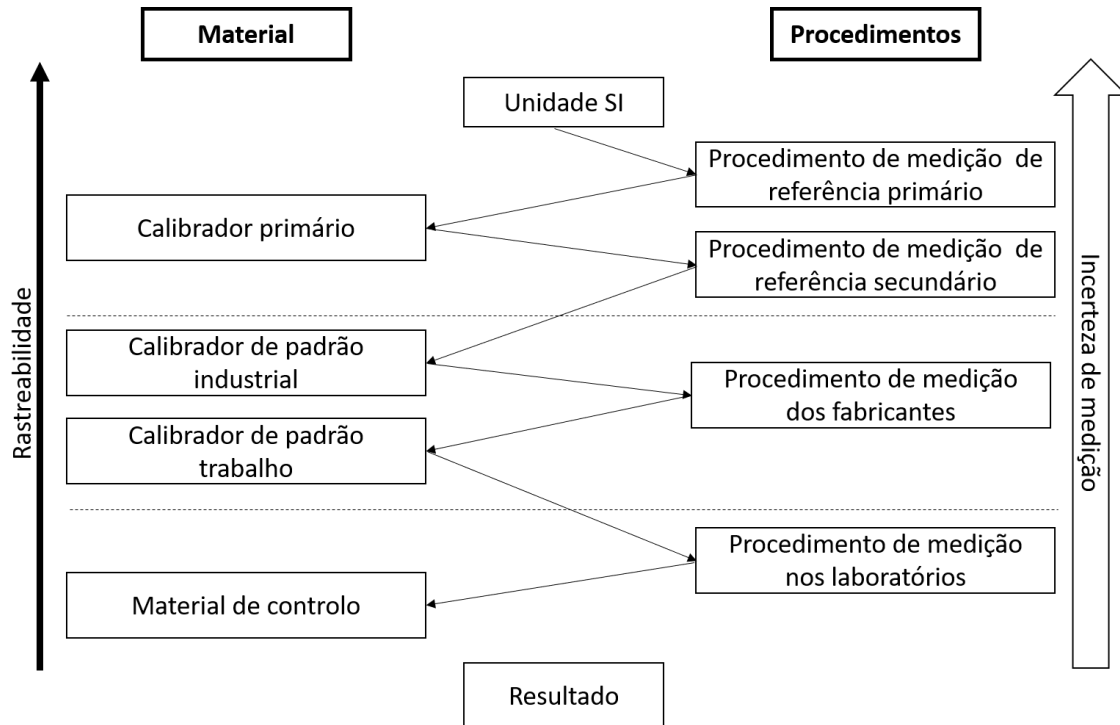 Material
Procedimentos
Unidade SI
Procedimento de medição de
referência primário
Calibrador primário
Procedimento de medição de
referência secundário
Calibrador de padrão
industrial
Procedimento de medição
dos fabricantes
Calibrador de padrão
trabalho
Procedimento de medição
nos laboratórios
Material de controlo
Resultado
Rastreabilidade
Incerteza de medição